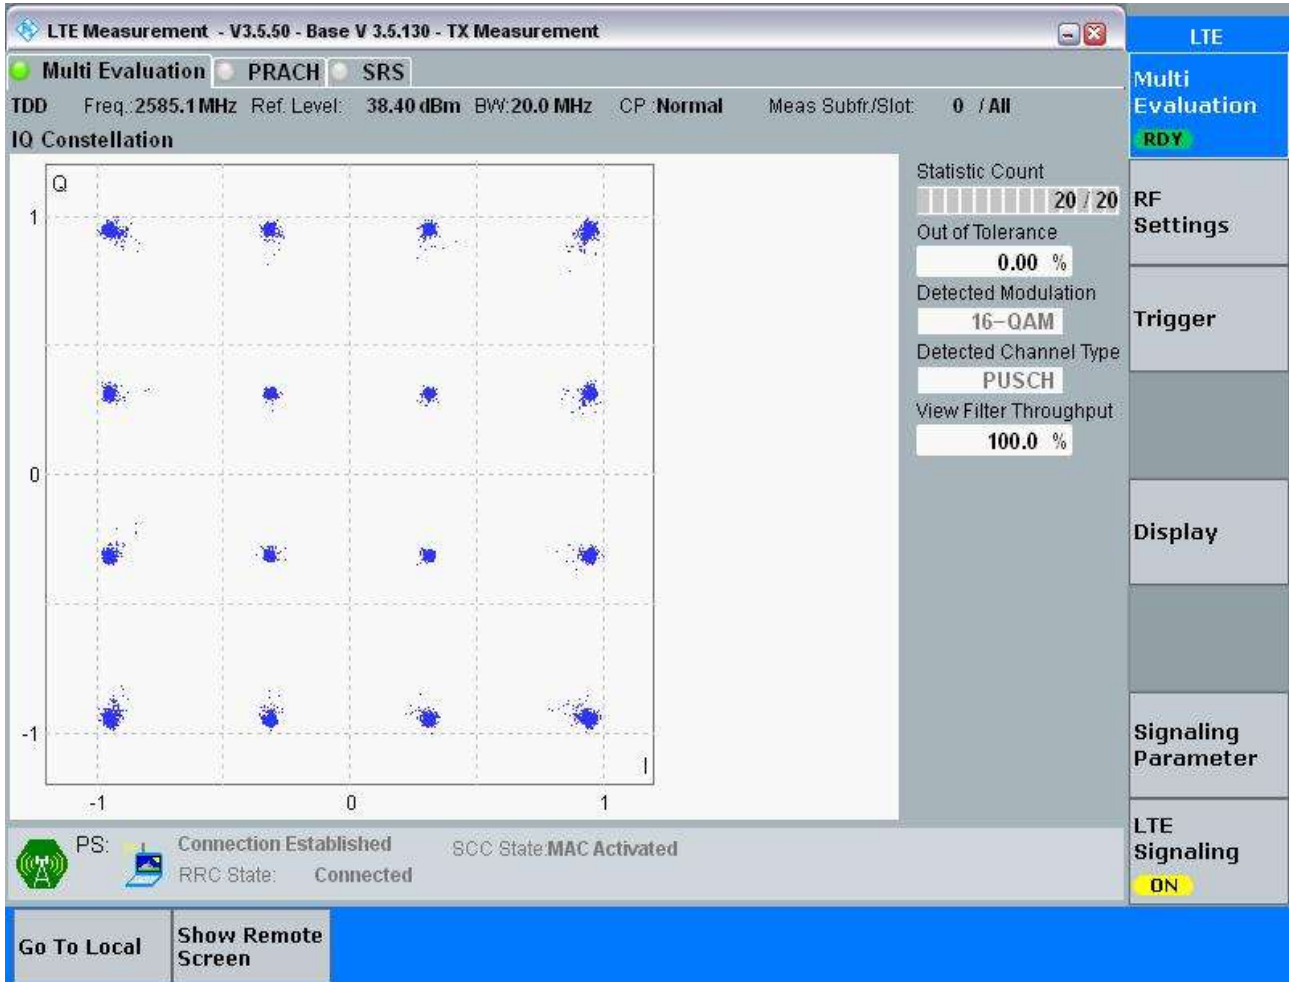 LTE Measurement - V3.5.50 - Base V 3.5.130 - TX Measurement
LTE
Multi Evaluation PRACH SRS
TDD Freq.:2585.1 MHz Ref. Level: 38.40 dBm BW:20.0 MHz CP :Normal Meas Subfr./Slot: 0 / All
IQ Constellation
Q
1
0
-1
I
-1 0 1
Statistic Count
20 / 20
Out of Tolerance
0.00 %
Detected Modulation
16-QAM
Detected Channel Type
PUSCH
View Filter Throughput
100.0 %
Multi
Evaluation
RDY
RF
Settings
Trigger
Display
Signaling
Parameter
LTE
Signaling
ON
PS: Connection Established SCC State:MAC Activated
RRC State: Connected
Go To Local
Show Remote
Screen